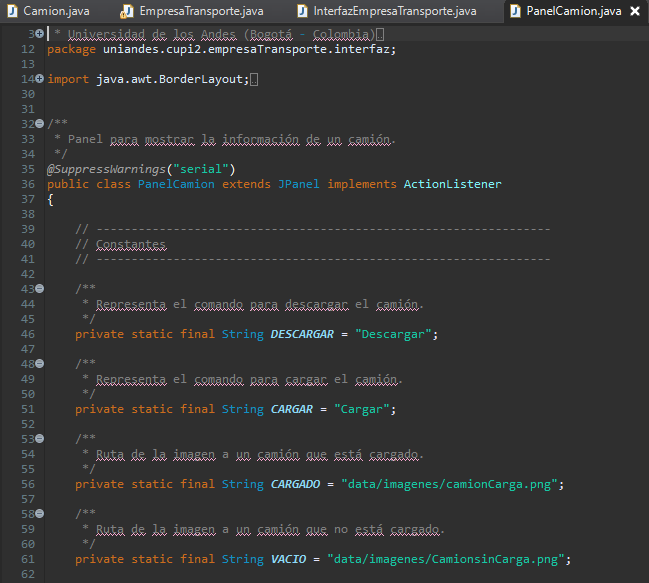 Camion.java EmpresaTransporte.java InterfazEmpresaTransporte.java PanelCamion.java
3 * Universidad de los Andes (Bogotá - Colombia)
12 package uniandes.cupi2.empresaTransporte.interfaz;
13
14 import java.awt.BorderLayout;
30
31
32 /**
33 * Panel para mostrar la información de un camión.
34 */
35 @SuppressWarnings("serial")
36 public class PanelCamion extends JPanel implements ActionListener
37 {
38
39 // -----------------------------------------------------------------
40 // Constantes
41 // -----------------------------------------------------------------
42
43 /**
44 * Representa el comando para descargar el camión.
45 */
46 private static final String DESCARGAR = "Descargar";
47
48 /**
49 * Representa el comando para cargar el camión.
50 */
51 private static final String CARGAR = "Cargar";
52
53 /**
54 * Ruta de la imagen a un camión que está cargado.
55 */
56 private static final String CARGADO = "data/imagenes/camionCarga.png";
57
58 /**
59 * Ruta de la imagen a un camión que no está cargado.
60 */
61 private static final String VACIO = "data/imagenes/CamionsinCarga.png";
62